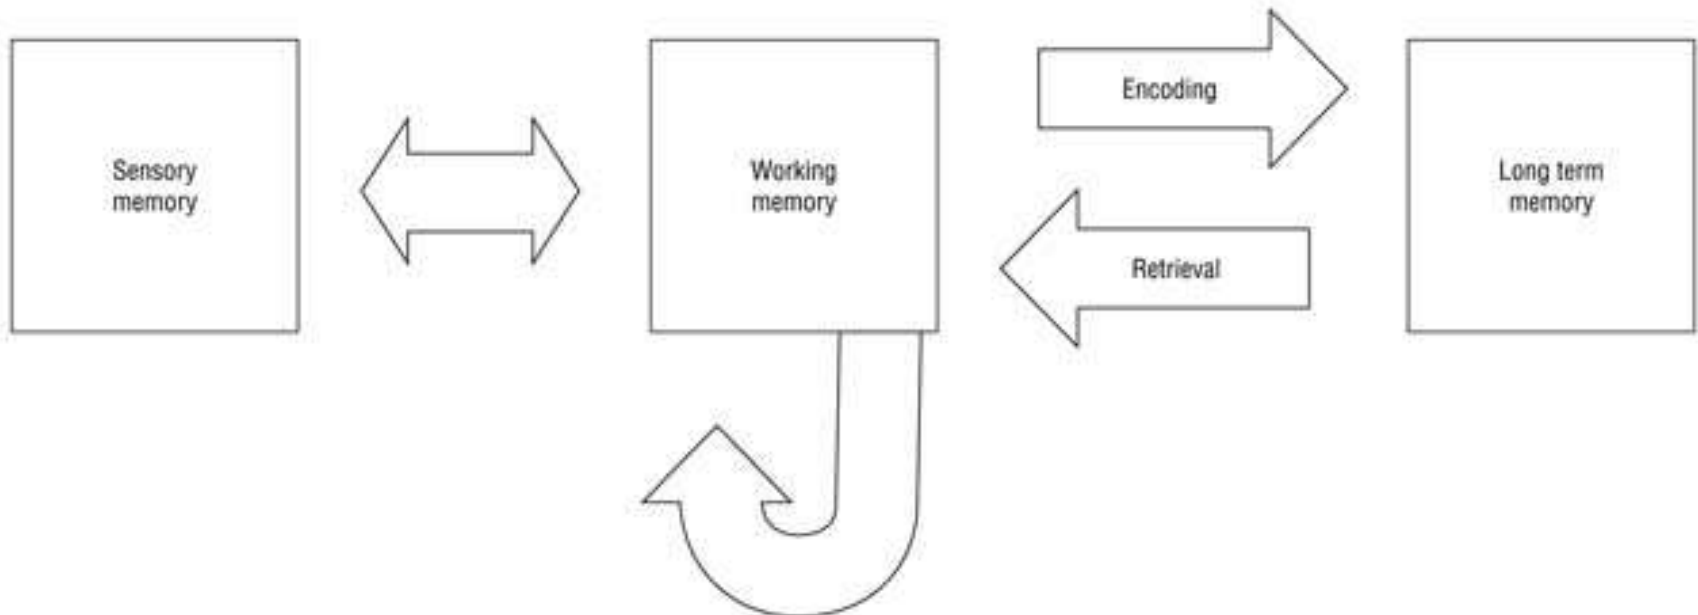 Sensory
memory
Working
memory
Encoding
Retrieval
Long term
memory